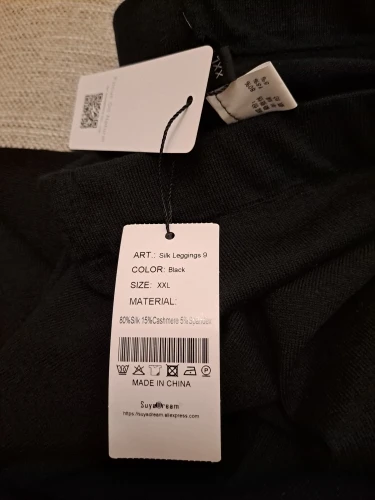 XXL
ART.: Silk Leggings 9
COLOR: Black
SIZE: XXL
MATERIAL:
80%Silk 15%Cashmere 5%Spandex
MADE IN CHINA
Suyadream
https://suyadream.aliexpress.com